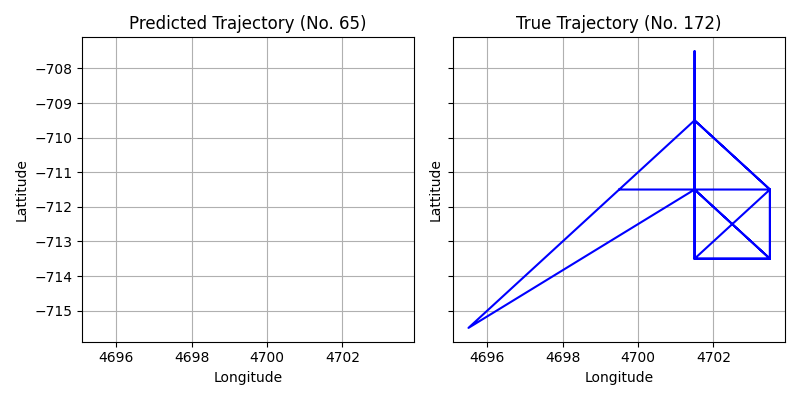 Predicted Trajectory (No. 65)
True Trajectory (No. 172)
Lattitude
−708
−709
−710
−711
−712
−713
−714
−715
4696 4698 4700 4702
Longitude
Lattitude
4696 4698 4700 4702
Longitude